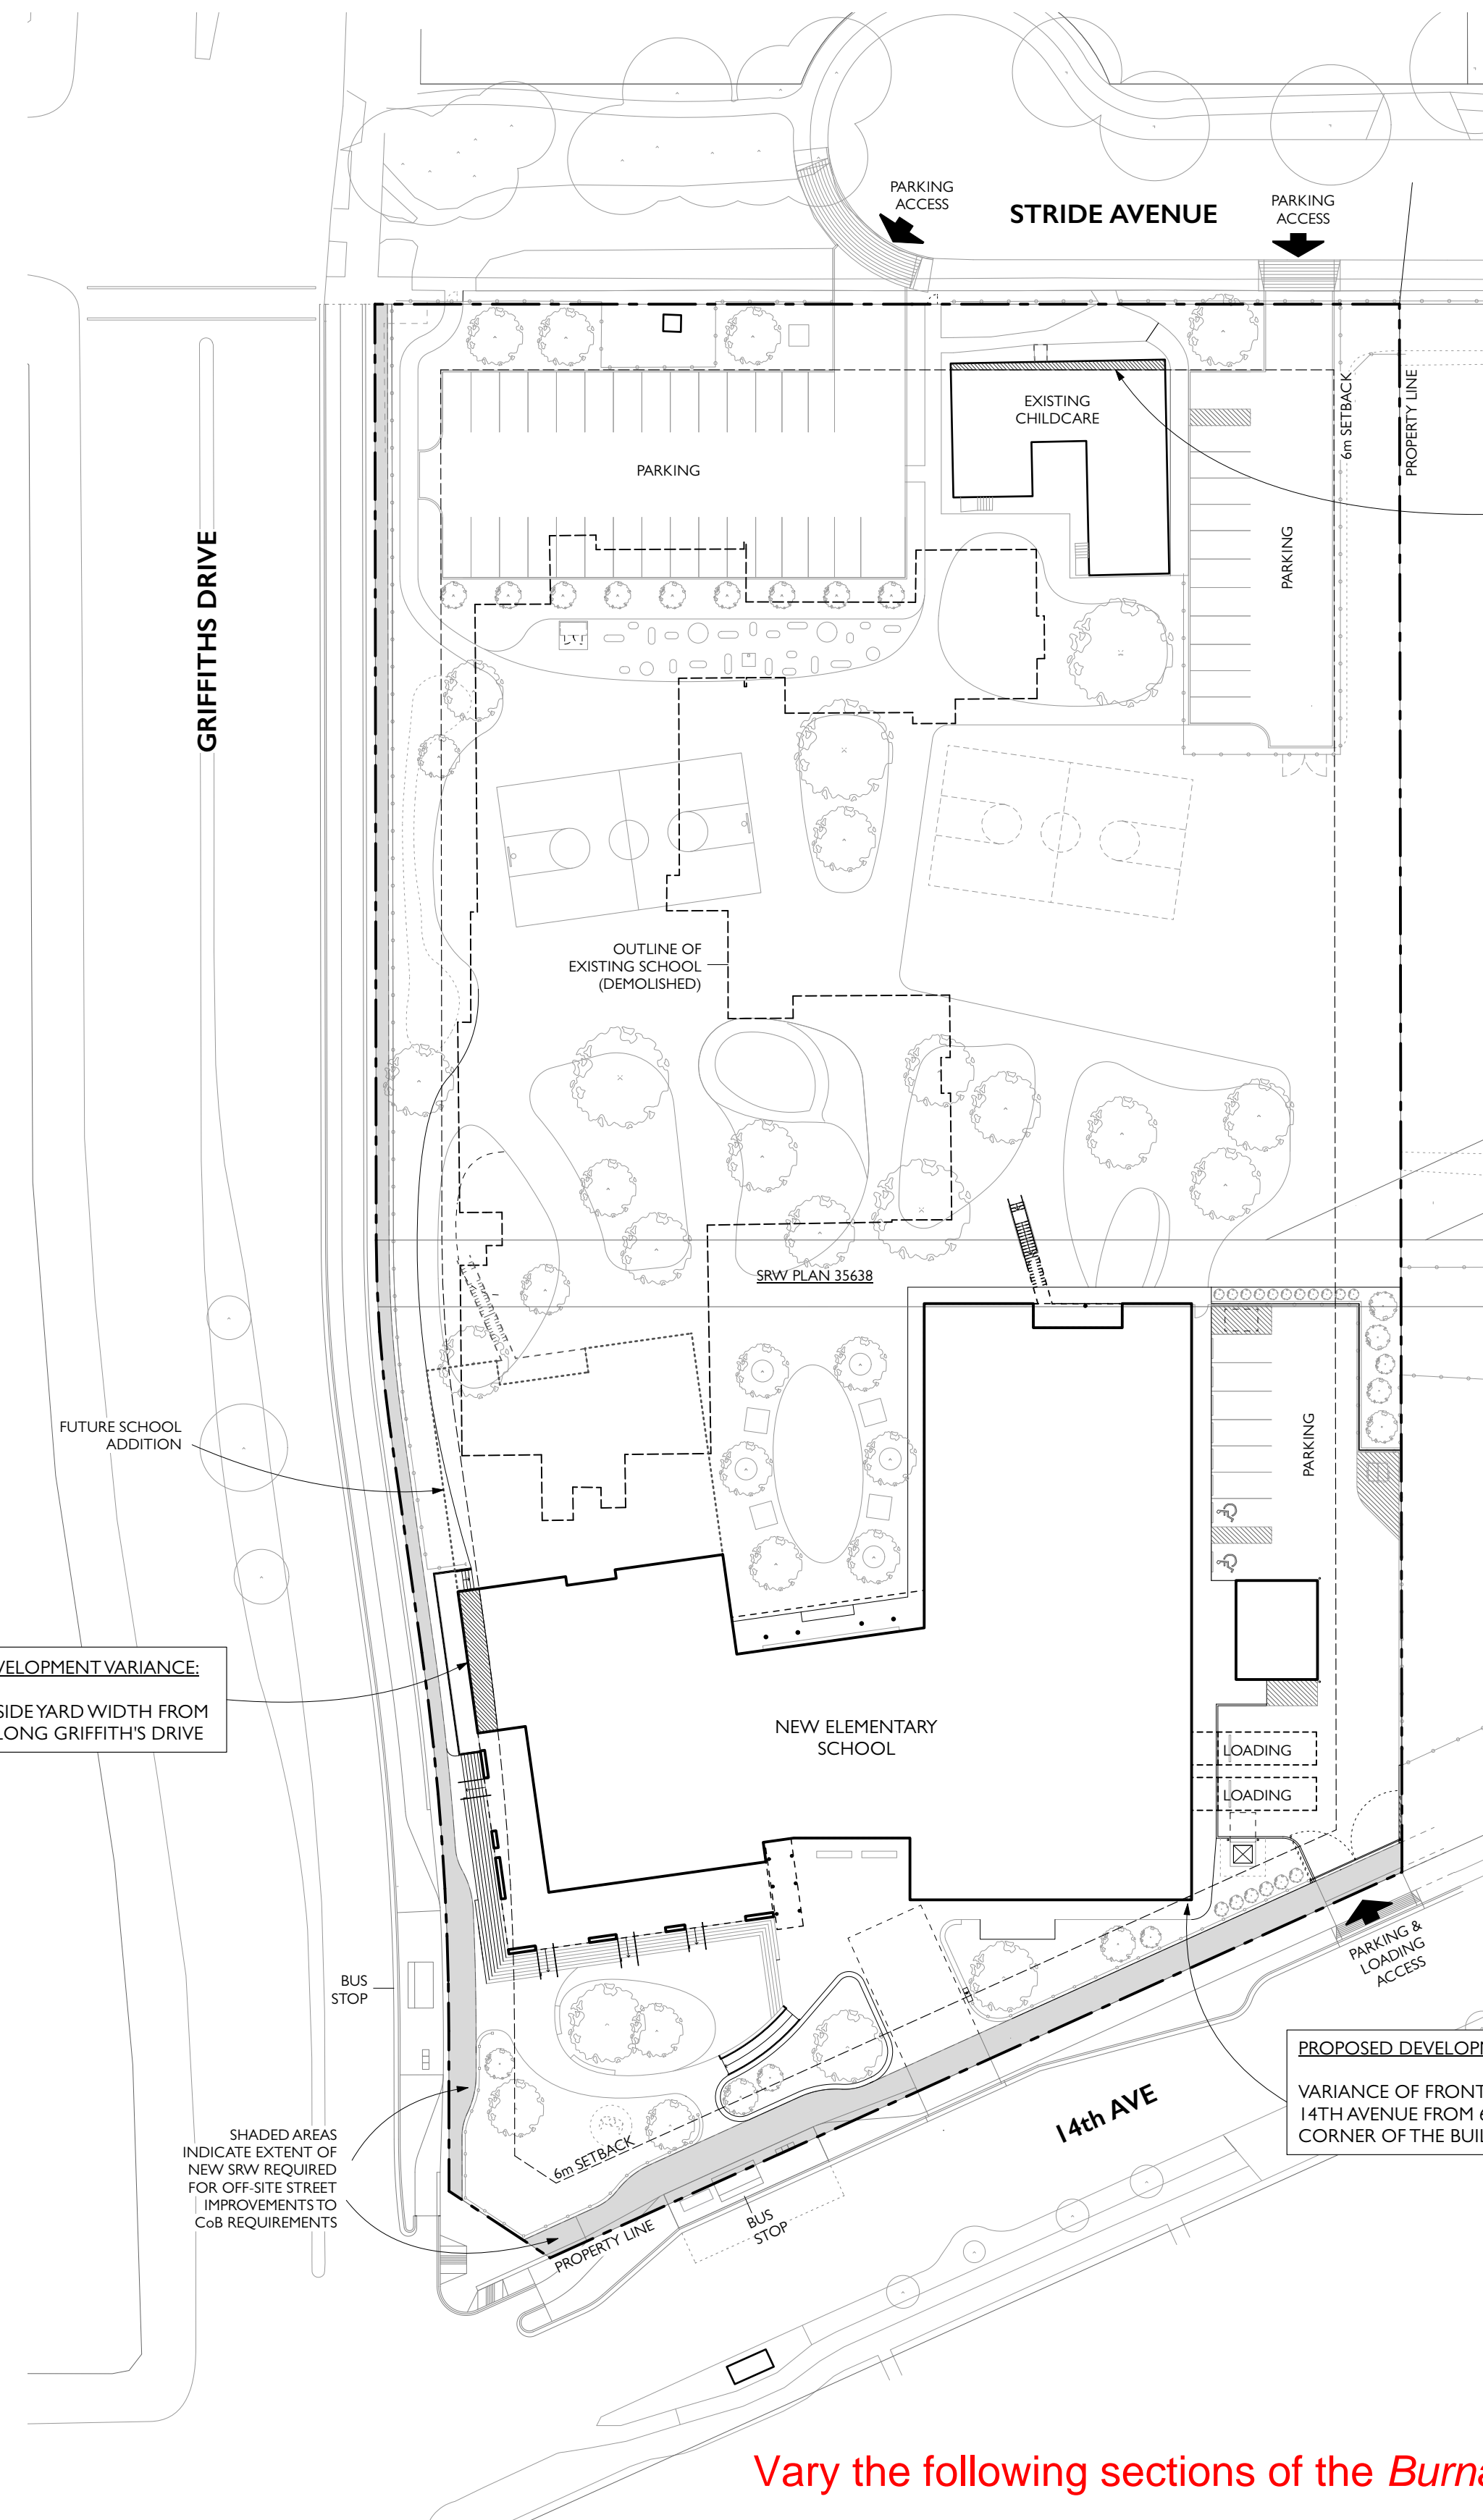 PARKING
ACCESS
STRIDE AVENUE
PARKING
ACCESS
EXISTING
CHILDCARE
6m SETBACK
PROPERTY LINE
PARKING
PARKING
GRIFFITHS DRIVE
OUTLINE OF
EXISTING SCHOOL
(DEMOLISHED)
SRW PLAN 35638
FUTURE SCHOOL
ADDITION
PARKING
VELOPMENT VARIANCE:
SIDE YARD WIDTH FROM
LONG GRIFFITH'S DRIVE
NEW ELEMENTARY
SCHOOL
LOADING
LOADING
BUS
STOP
PARKING &
LOADING
ACCESS
PROPOSED DEVELOPM
VARIANCE OF FRONT
14TH AVENUE FROM 6
CORNER OF THE BUIL
14th AVE
SHADED AREAS
INDICATE EXTENT OF
NEW SRW REQUIRED
FOR OFF-SITE STREET
IMPROVEMENTS TO
CoB REQUIREMENTS
6m SETBACK
BUS
STOP
PROPERTY LINE
Vary the following sections of the Burna